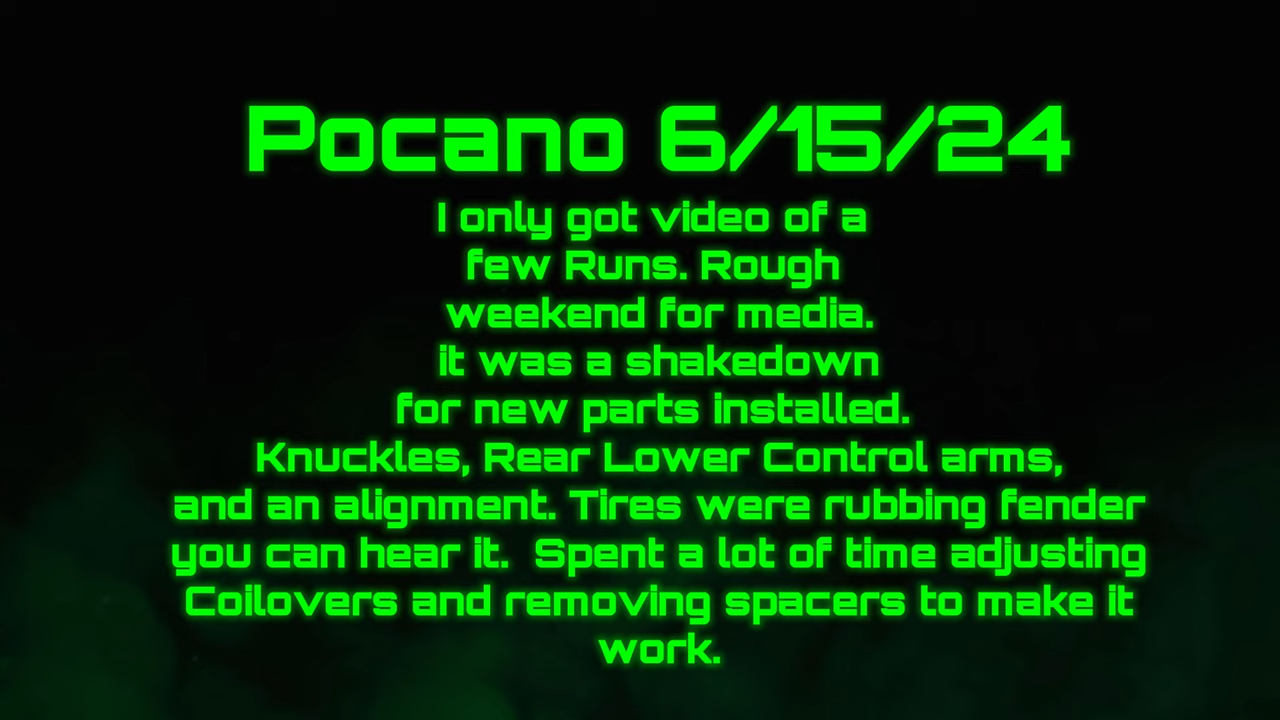 Pocano 6/15/24
I only got video of a
few Runs. Rough
weekend for media.
it was a shakedown
for new parts installed.
Knuckles, Rear Lower Control arms,
and an alignment. Tires were rubbing fender
you can hear it.  Spent a lot of time adjusting
Coilovers and removing spacers to make it
work.